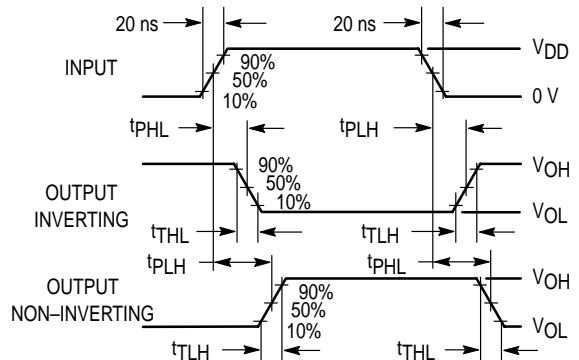 20 ns
20 ns
INPUT
90%
50%
10%
VDD
0 V
tPHL
tPLH
OUTPUT
INVERTING
90%
50%
10%
VOH
VOL
tTHL
tTLH
tPLH
tPHL
OUTPUT
NON–INVERTING
90%
50%
10%
VOH
VOL
tTLH
tTHL